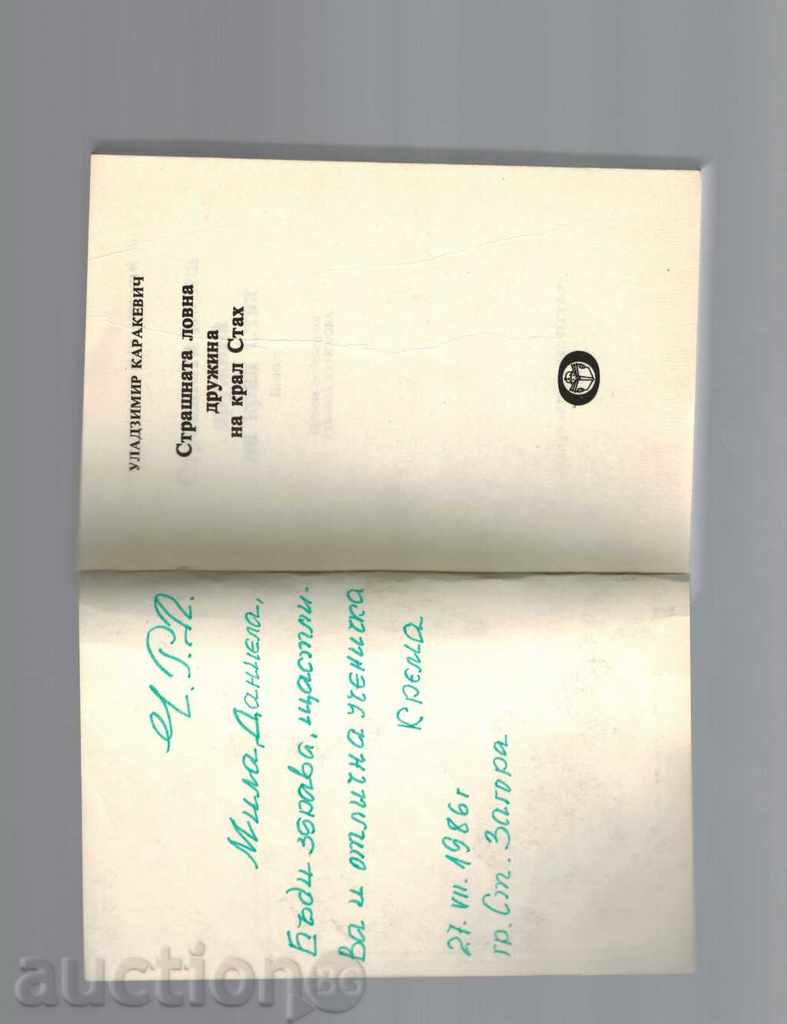 Ч.Р.Д.
Мила Даниела,
Бъди здрава, щастли-
ва и отлична ученичка
Крема
27.VII.1986г
гр. Ст. Загора
УЛАДЗИМИР КАРАКЕВИЧ
Страшната ловна
дружина
на крал Стах
auction BG